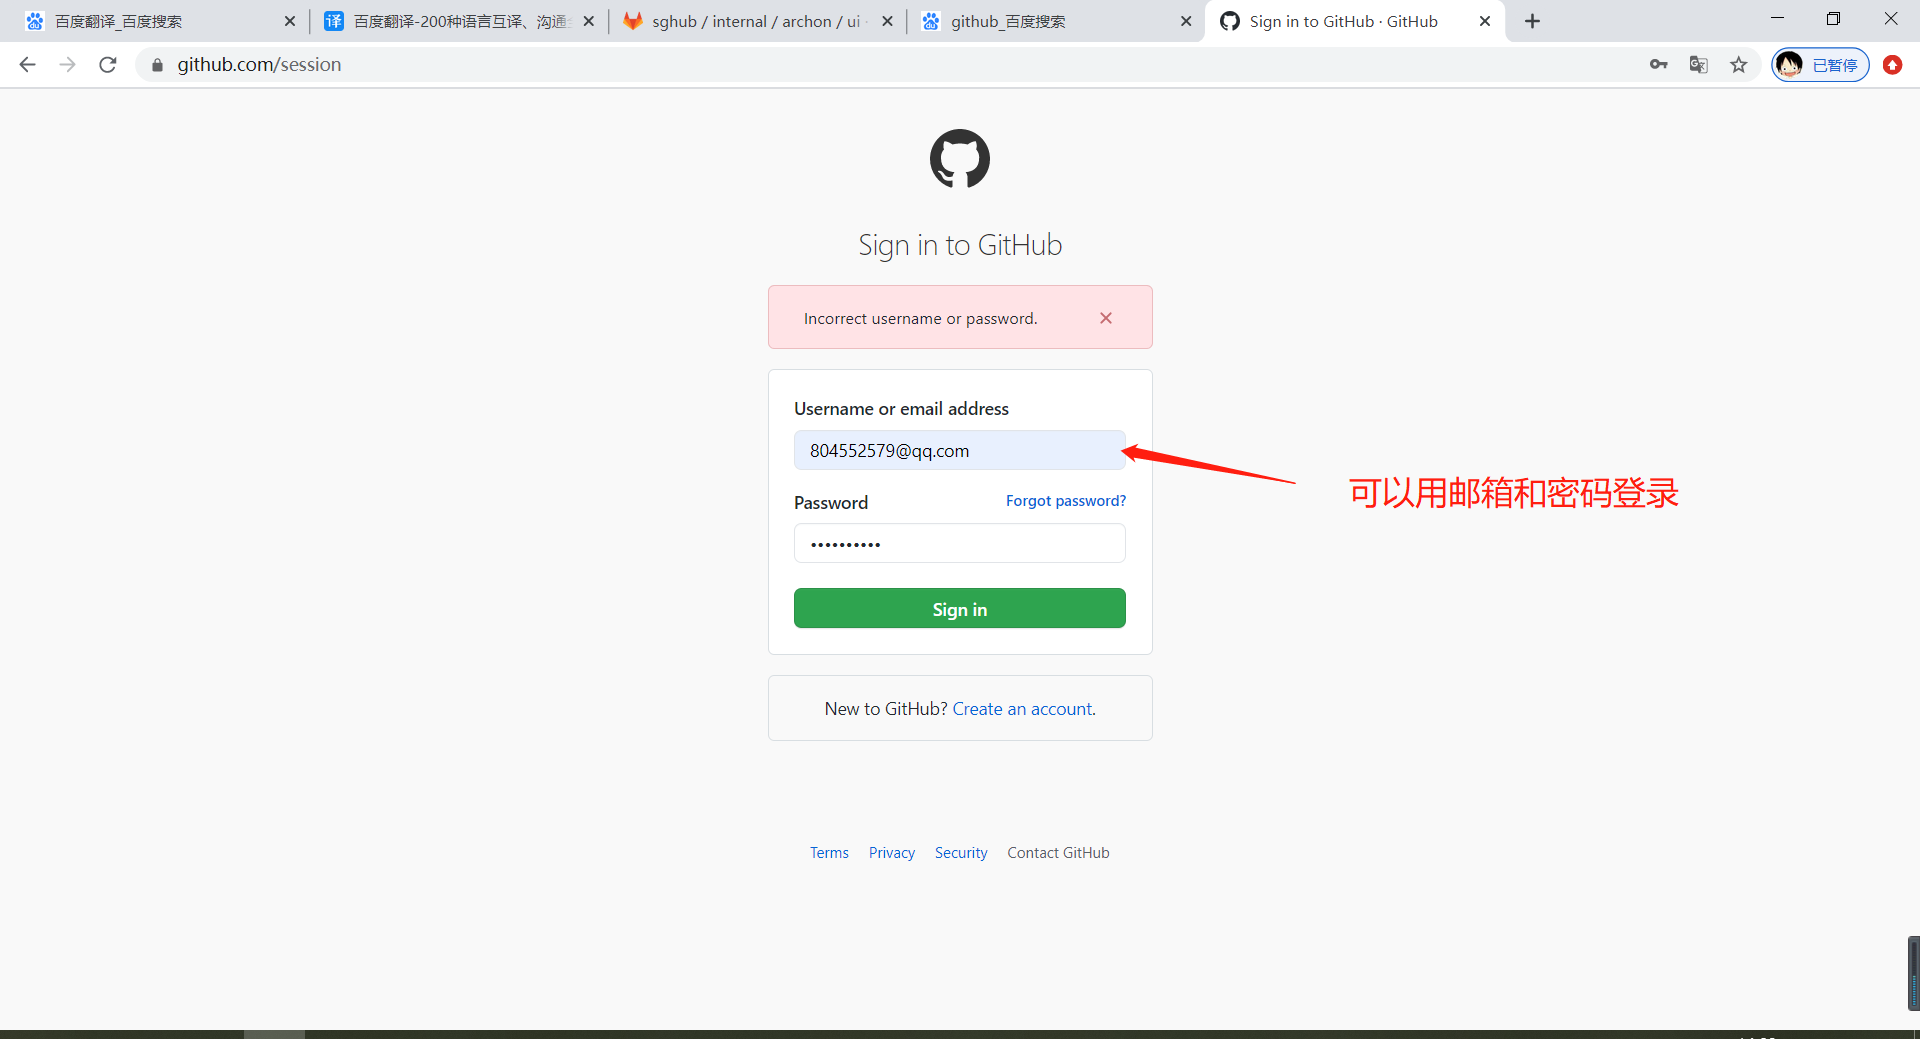 百度翻译_百度搜索
百度翻译-200种语言互译、沟通
sghub / internal / archon / ui
github_百度搜索
Sign in to GitHub · GitHub
github.com/session
已暂停
Sign in to GitHub
Incorrect username or password.
Username or email address
804552579@qq.com
可以用邮箱和密码登录
Password
Forgot password?
••••••••••
Sign in
New to GitHub? Create an account.
Terms Privacy Security Contact GitHub